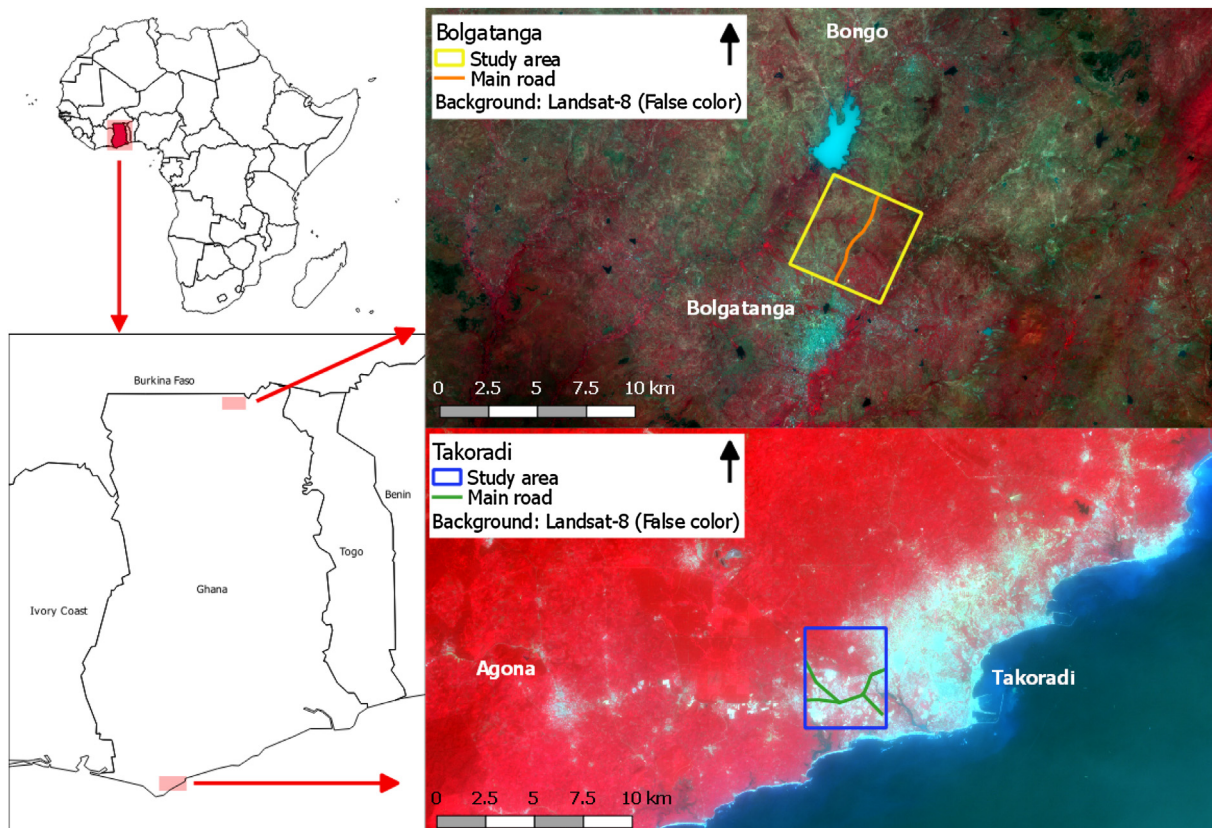 Bolgatanga
Study area
Main road
Background: Landsat-8 (False color)
Bongo
Bolgatanga
0 2.5 5 7.5 10 km
Burkina Faso
Benin
Togo
Ghana
Ivory Coast
Takoradi
Study area
Main road
Background: Landsat-8 (False color)
Agona
Takoradi
0 2.5 5 7.5 10 km